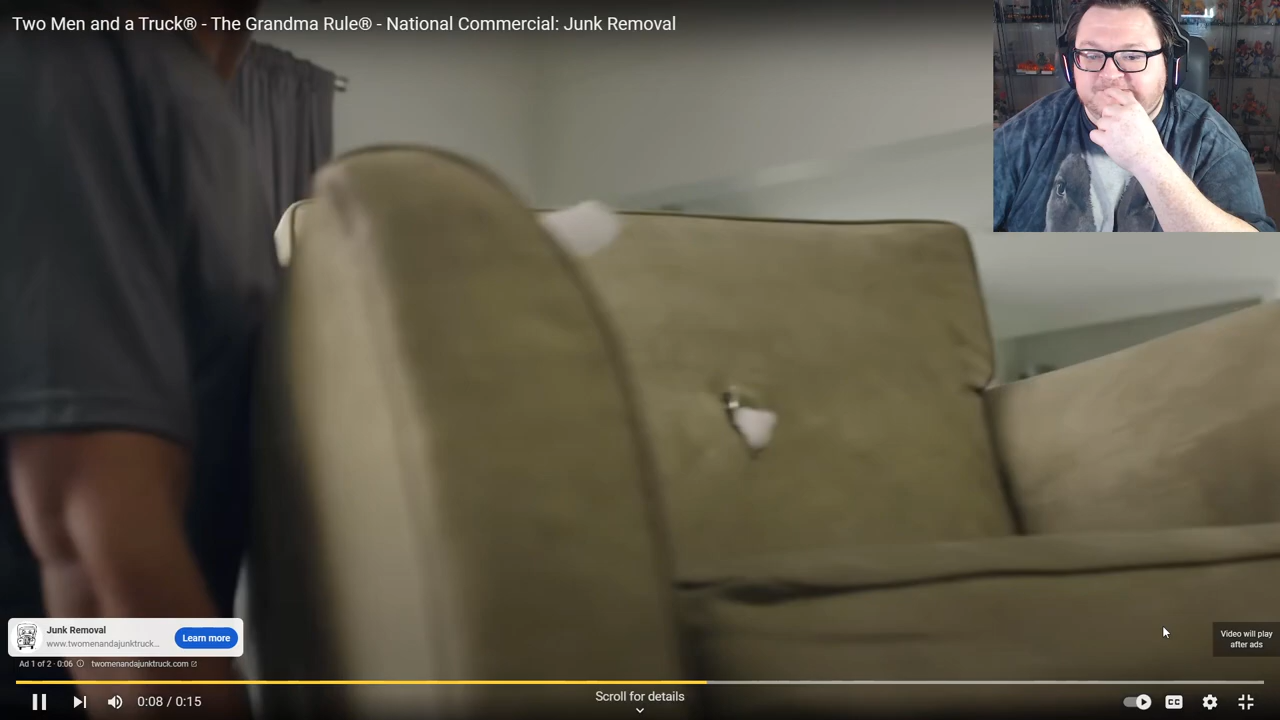 Two Men and a Truck® - The Grandma Rule® - National Commercial: Junk Removal
Junk Removal
www.twomenandajunktruck...
Learn more
Video will play
after ads
Ad 1 of 2 · 0:06
twomenandajunktruck.com
0:08 / 0:15
Scroll for details
CC